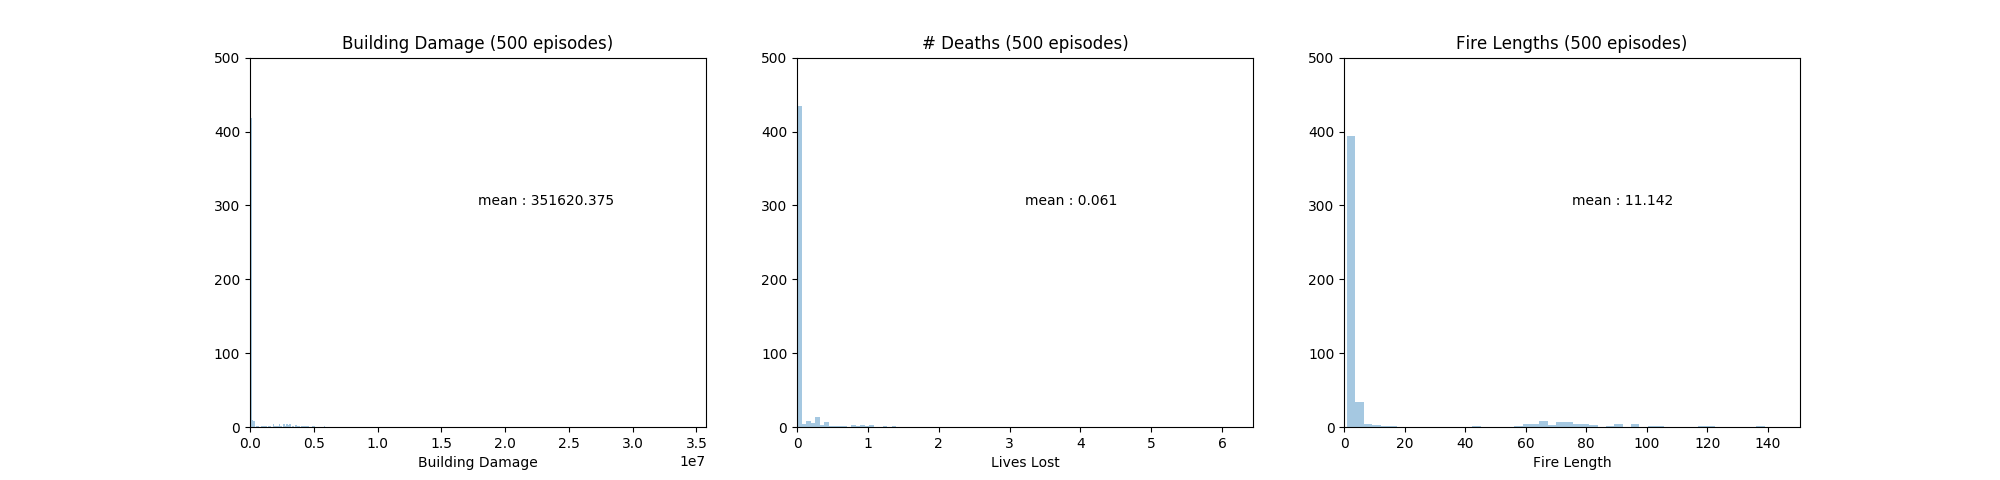 Building Damage (500 episodes)
500
400
300
200
100
0
mean : 351620.375
0.0 0.5 1.0 1.5 2.0 2.5 3.0 3.5
1e7
Building Damage
# Deaths (500 episodes)
500
400
300
200
100
0
mean : 0.061
0 1 2 3 4 5 6
Lives Lost
Fire Lengths (500 episodes)
500
400
300
200
100
0
mean : 11.142
0 20 40 60 80 100 120 140
Fire Length